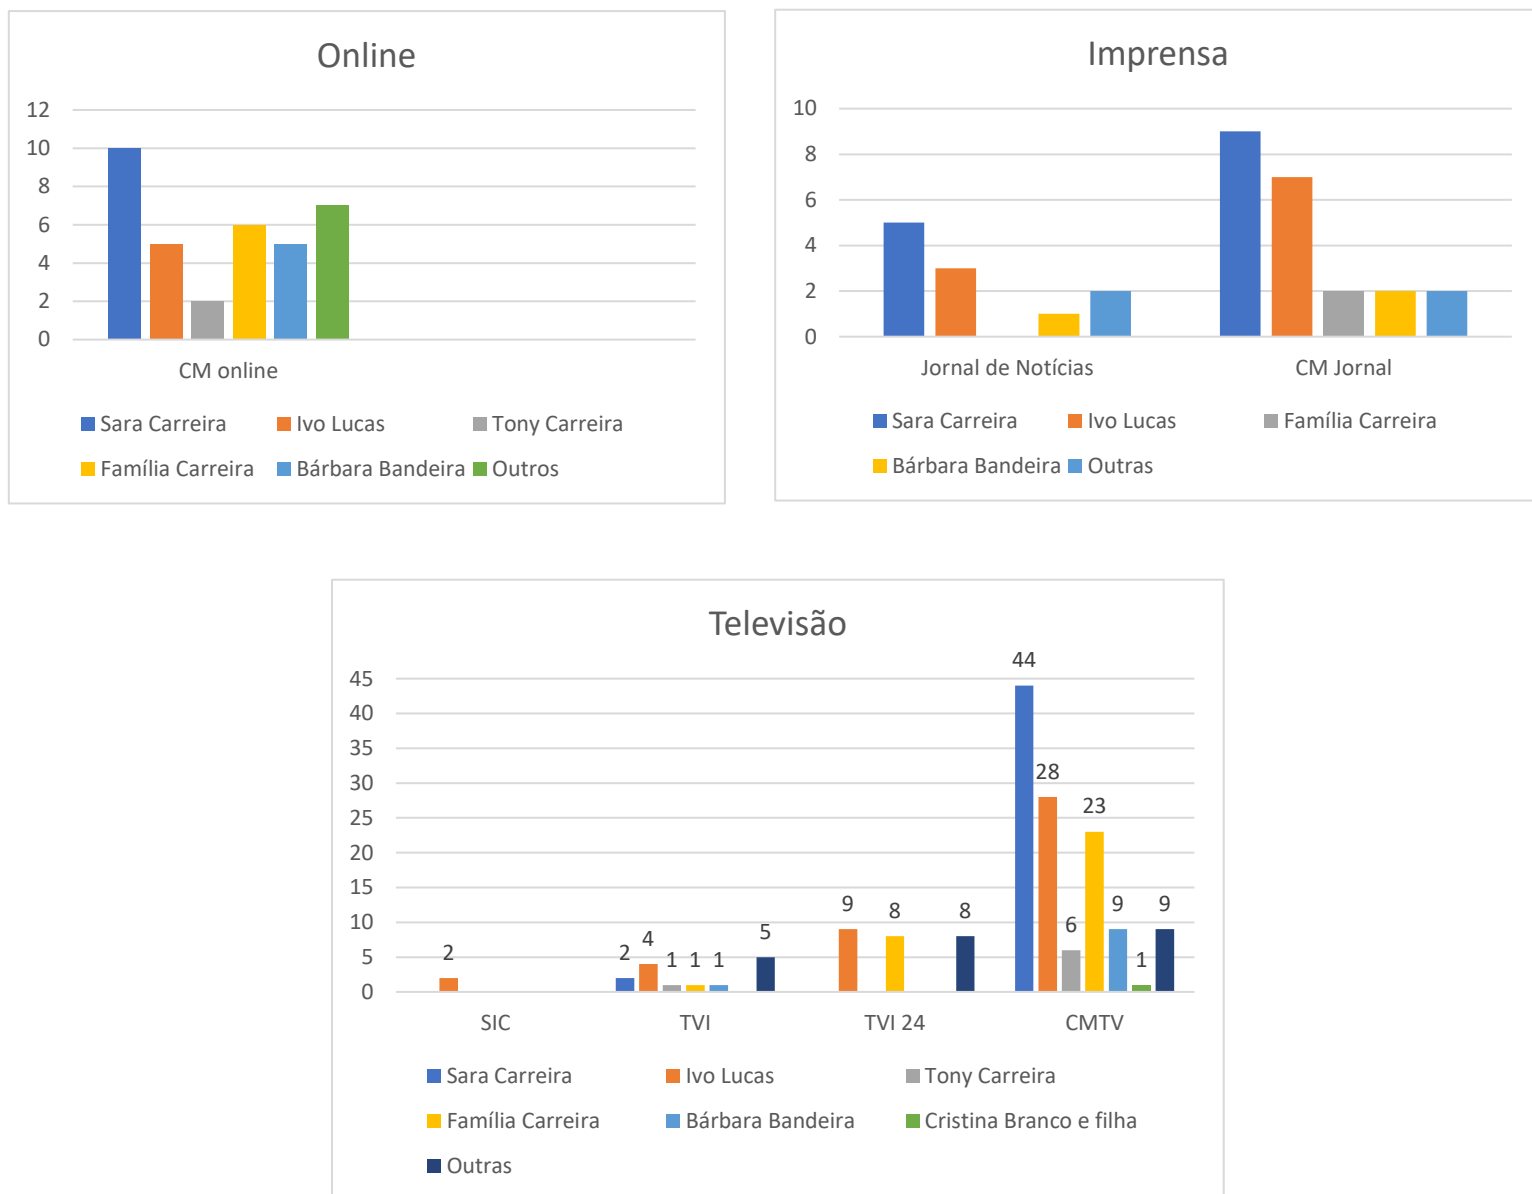 Online
12
10
8
6
4
2
0
CM online
Sara Carreira Ivo Lucas Tony Carreira
Família Carreira Bárbara Bandeira Outros
Imprensa
10
8
6
4
2
0
Jornal de Notícias CM Jornal
Sara Carreira Ivo Lucas Família Carreira
Bárbara Bandeira Outras
Televisão
45
40
35
30
25
20
15
10
5
0
2
2 4 1 1 1 5
9 8 8
44 28 6 23 9 1 9
SIC TVI TVI 24 CMTV
Sara Carreira Ivo Lucas Tony Carreira
Família Carreira Bárbara Bandeira Cristina Branco e filha
Outras